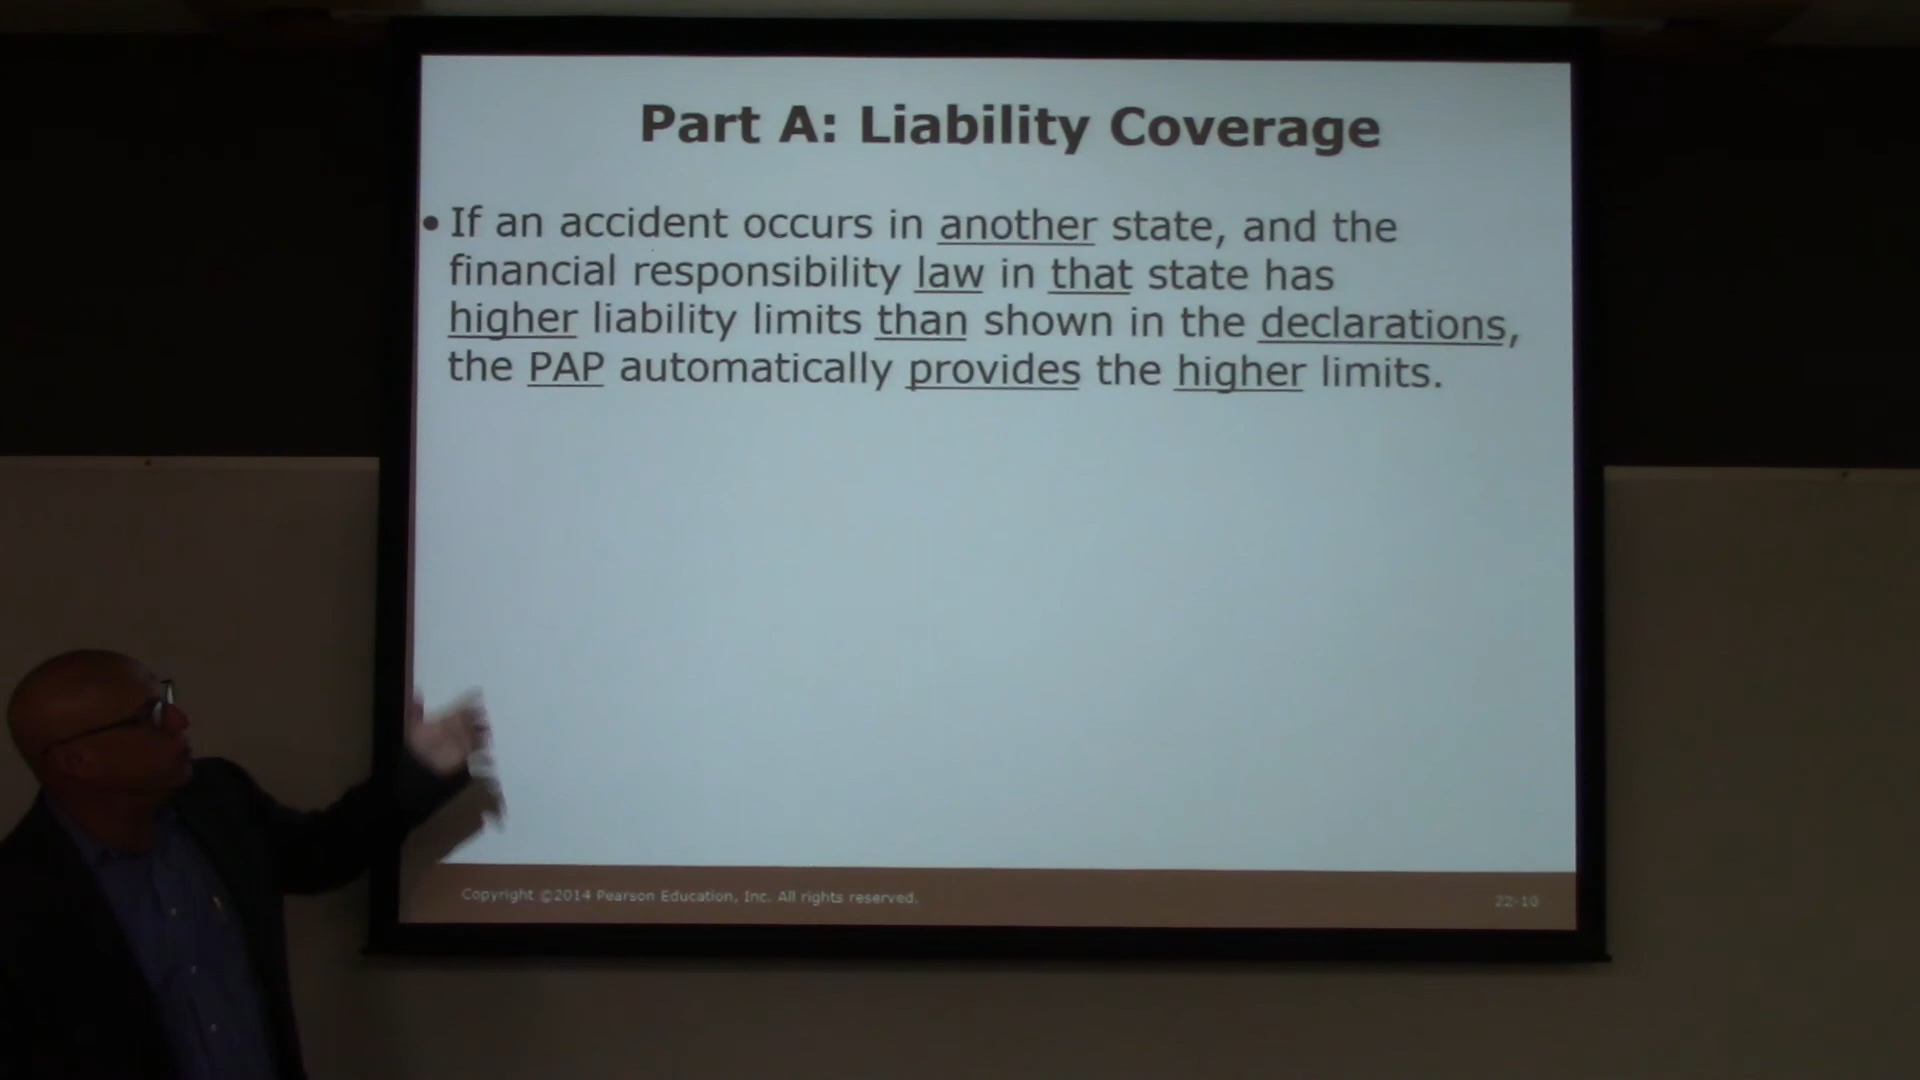 Part A: Liability Coverage
• If an accident occurs in another state, and the
financial responsibility law in that state has
higher liability limits than shown in the declarations,
the PAP automatically provides the higher limits.
Copyright ©2014 Pearson Education, Inc. All rights reserved.
22-10